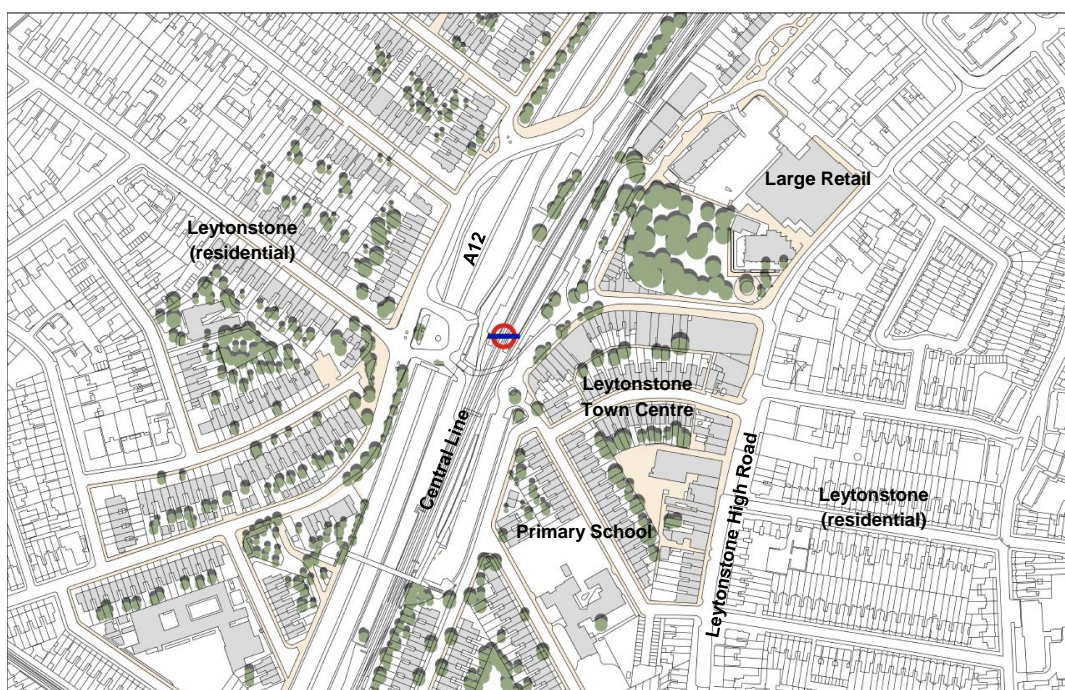 Large Retail
Leytonstone
(residential)
A12
Leytonstone
Town Centre
Central Line
Leytonstone High Road
Leytonstone
(residential)
Primary School